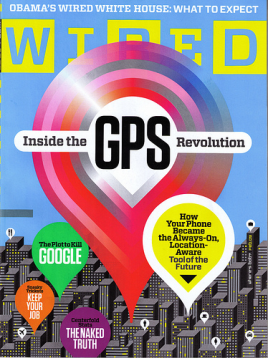 OBAMA'S WIRED WHITE HOUSE: WHAT TO EXPECT
WIRED
Inside the GPS Revolution
The Plot to Kill
GOOGLE
How
Your Phone
Became
the Always-On,
Location-
Aware
Tool of the
Future
KEEP
YOUR
JOB
Centerfold
THE NAKED
TRUTH